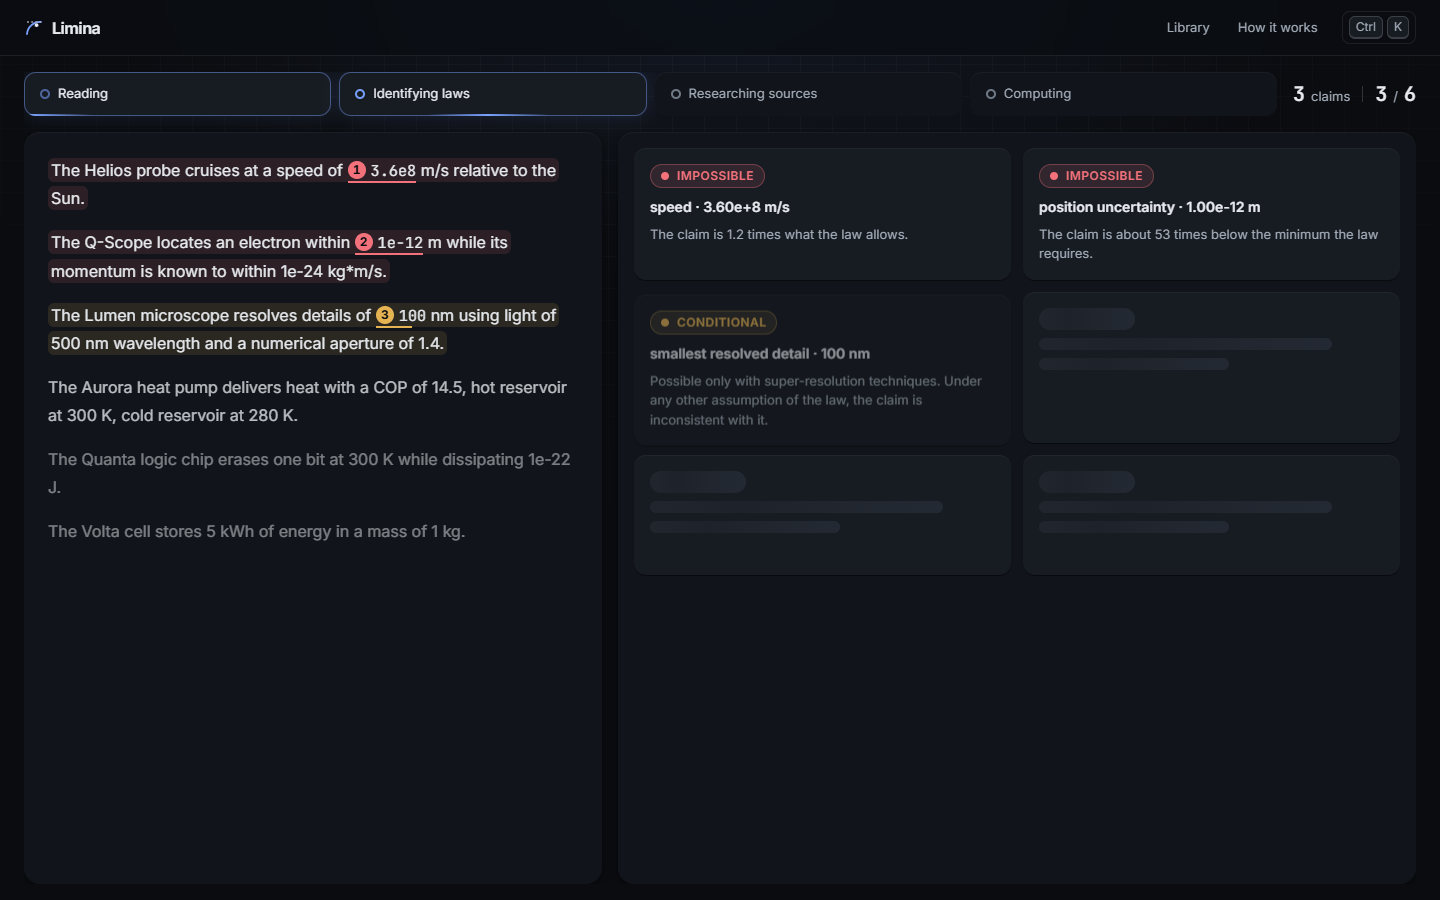 Limina
Library
How it works
Ctrl
K
Reading
Identifying laws
Researching sources
Computing
3 claims
3 / 6
The Helios probe cruises at a speed of 1 3.6e8 m/s relative to the
Sun.
The Q-Scope locates an electron within 2 1e-12 m while its
momentum is known to within 1e-24 kg*m/s.
The Lumen microscope resolves details of 3 100 nm using light of
500 nm wavelength and a numerical aperture of 1.4.
The Aurora heat pump delivers heat with a COP of 14.5, hot reservoir
at 300 K, cold reservoir at 280 K.
The Quanta logic chip erases one bit at 300 K while dissipating 1e-22
J.
The Volta cell stores 5 kWh of energy in a mass of 1 kg.
IMPOSSIBLE
speed · 3.60e+8 m/s
The claim is 1.2 times what the law allows.
IMPOSSIBLE
position uncertainty · 1.00e-12 m
The claim is about 53 times below the minimum the law
requires.
CONDITIONAL
smallest resolved detail · 100 nm
Possible only with super-resolution techniques. Under
any other assumption of the law, the claim is
inconsistent with it.